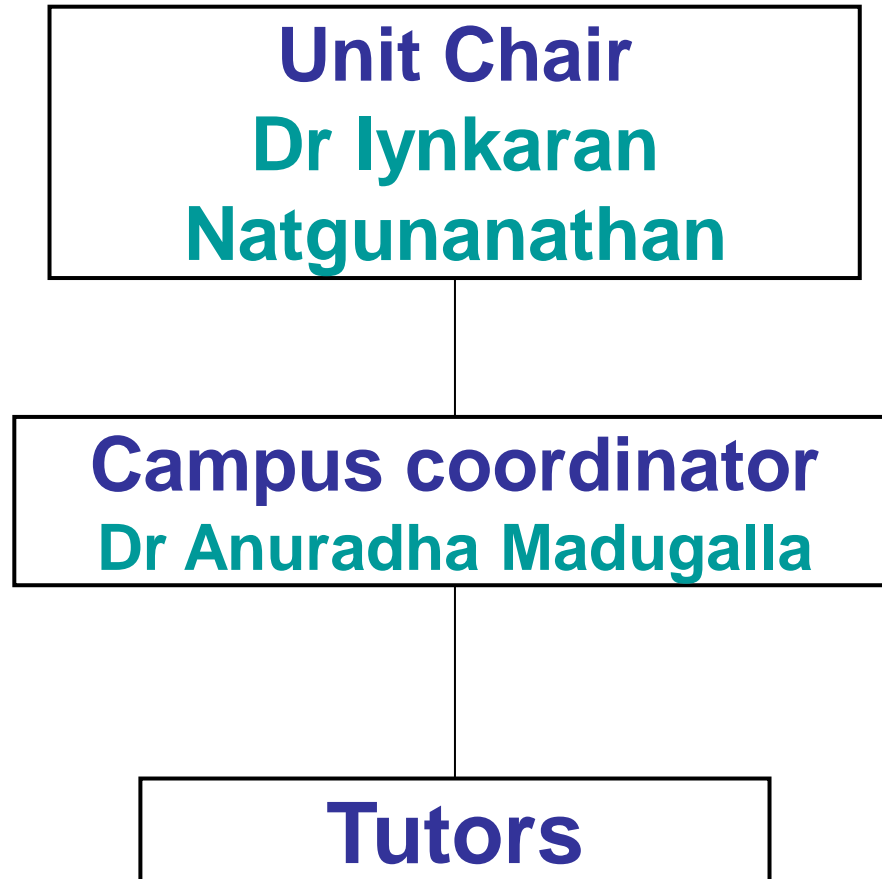 Unit Chair
Dr Iynkaran
Natgunanathan
Campus coordinator
Dr Anuradha Madugalla
Tutors